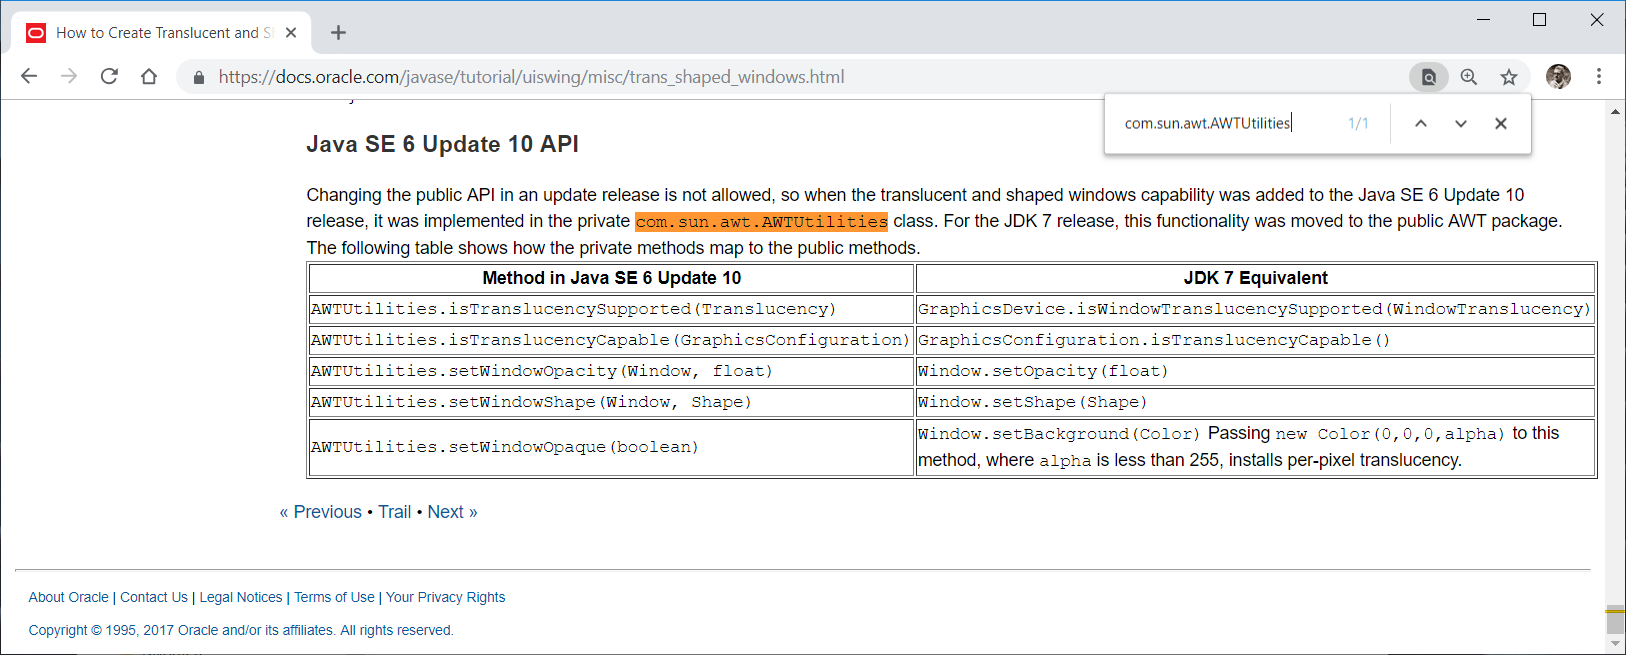 How to Create Translucent and S
https://docs.oracle.com/javase/tutorial/uiswing/misc/trans_shaped_windows.html
com.sun.awt.AWTUtilities 1/1
Java SE 6 Update 10 API
Changing the public API in an update release is not allowed, so when the translucent and shaped windows capability was added to the Java SE 6 Update 10
release, it was implemented in the private com.sun.awt.AWTUtilities class. For the JDK 7 release, this functionality was moved to the public AWT package.
The following table shows how the private methods map to the public methods.
Method in Java SE 6 Update 10 JDK 7 Equivalent
AWTUtilities.isTranslucencySupported(Translucency) GraphicsDevice.isWindowTranslucencySupported(WindowTranslucency)
AWTUtilities.isTranslucencyCapable(GraphicsConfiguration) GraphicsConfiguration.isTranslucencyCapable()
AWTUtilities.setWindowOpacity(Window, float) Window.setOpacity(float)
AWTUtilities.setWindowShape(Window, Shape) Window.setShape(Shape)
AWTUtilities.setWindowOpaque(boolean) Window.setBackground(Color) Passing new Color(0,0,0,alpha) to this
method, where alpha is less than 255, installs per-pixel translucency.
« Previous • Trail • Next »
About Oracle | Contact Us | Legal Notices | Terms of Use | Your Privacy Rights
Copyright © 1995, 2017 Oracle and/or its affiliates. All rights reserved.